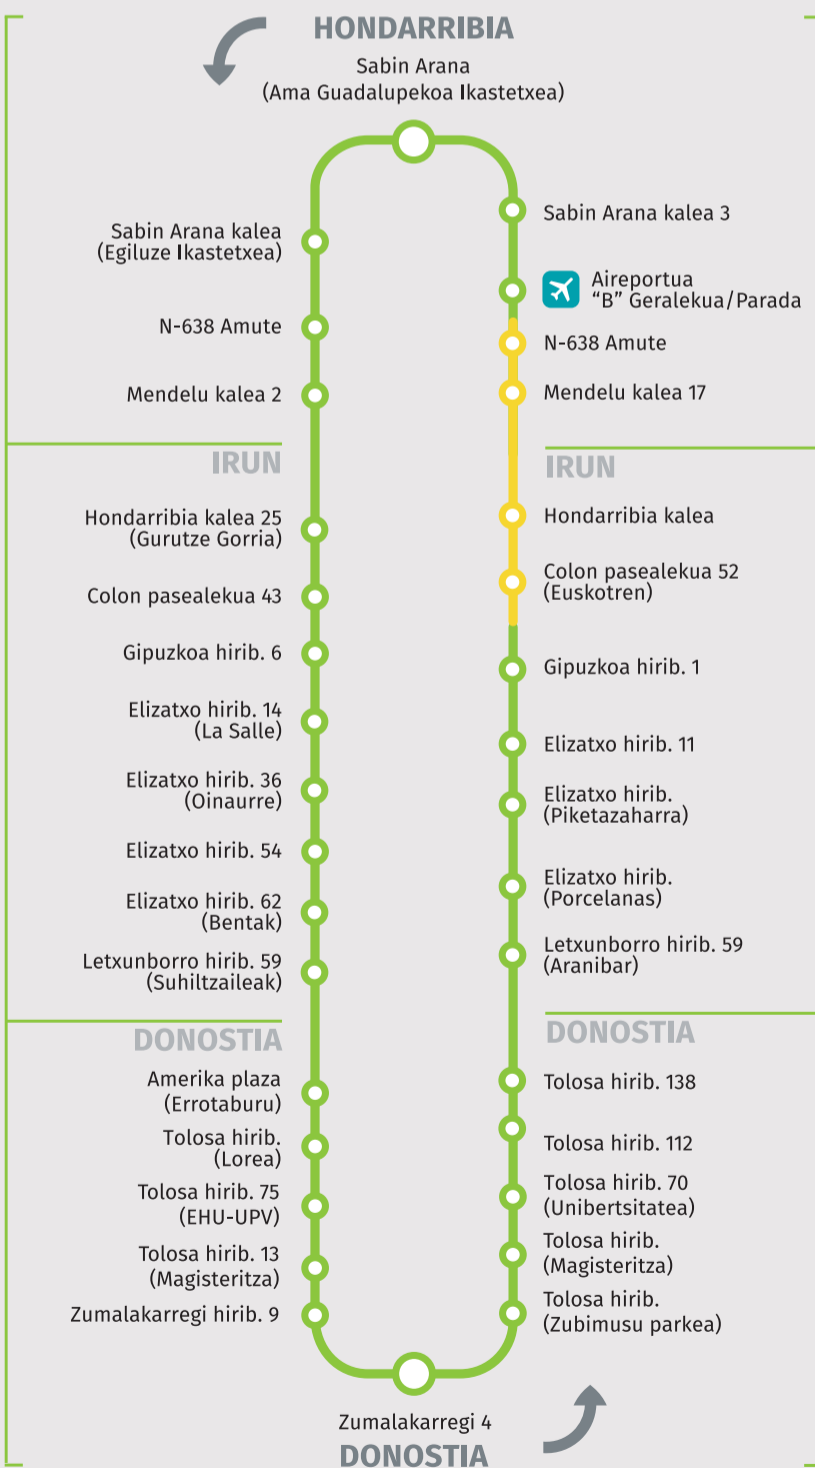 HONDARRIBIA
Sabin Arana
(Ama Guadalupekoa Ikastetxea)
Sabin Arana kalea
(Egiluze Ikastetxea)
N-638 Amute
Mendelu kalea 2
IRUN
Hondarribia kalea 25
(Gurutze Gorria)
Colon pasealekua 43
Gipuzkoa hirib. 6
Elizatxo hirib. 14
(La Salle)
Elizatxo hirib. 36
(Oinaurre)
Elizatxo hirib. 54
Elizatxo hirib. 62
(Bentak)
Letxunborro hirib. 59
(Suhiltzaileak)
DONOSTIA
Amerika plaza
(Errotaburu)
Tolosa hirib.
(Lorea)
Tolosa hirib. 75
(EHU-UPV)
Tolosa hirib. 13
(Magisteritza)
Zumalakarregi hirib. 9
Sabin Arana kalea 3
Aireportua
“B” Geralekua/Parada
N-638 Amute
Mendelu kalea 17
IRUN
Hondarribia kalea
Colon pasealekua 52
(Euskotren)
Gipuzkoa hirib. 1
Elizatxo hirib. 11
Elizatxo hirib.
(Piketazaharra)
Elizatxo hirib.
(Porcelanas)
Letxunborro hirib. 59
(Aranibar)
DONOSTIA
Tolosa hirib. 138
Tolosa hirib. 112
Tolosa hirib. 70
(Unibertsitatea)
Tolosa hirib.
(Magisteritza)
Tolosa hirib.
(Zubimusu parkea)
Zumalakarregi 4
DONOSTIA